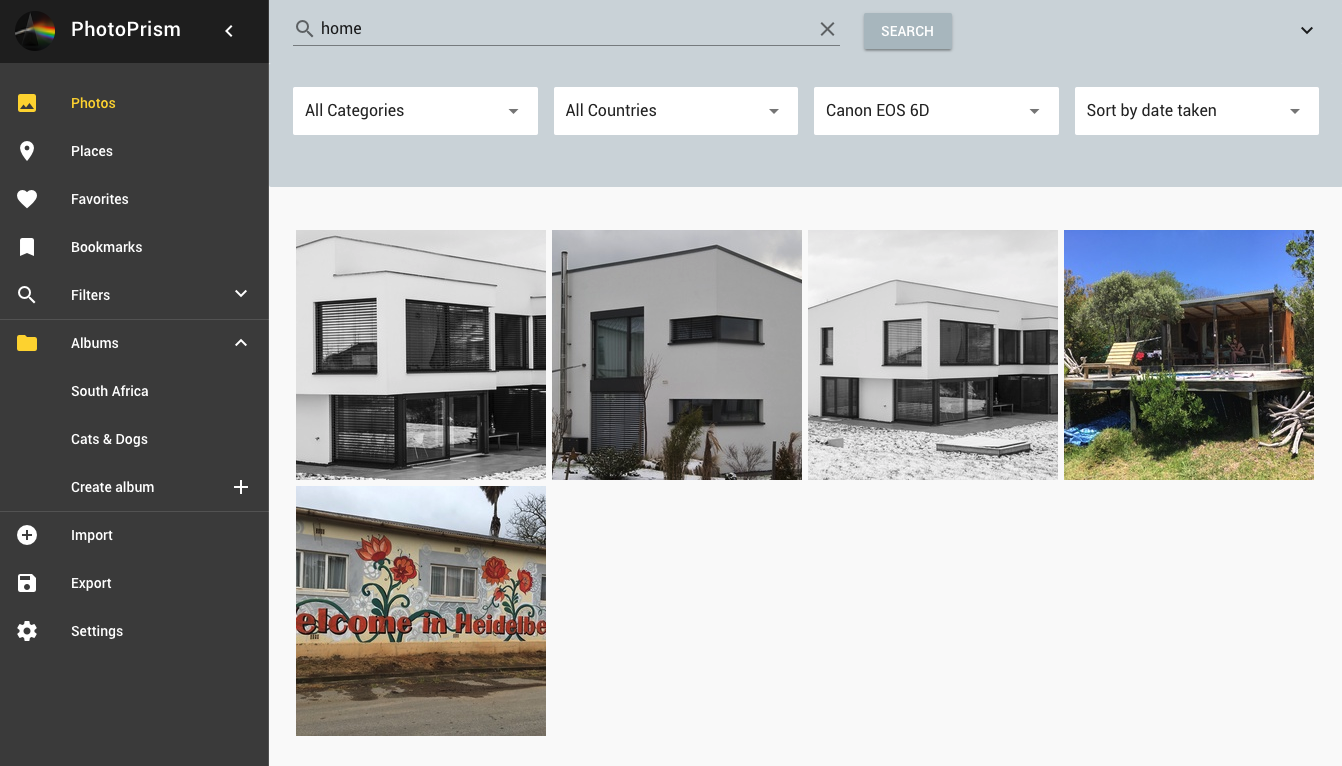 PhotoPrism
home
SEARCH
All Categories
All Countries
Canon EOS 6D
Sort by date taken
Photos
Places
Favorites
Bookmarks
Filters
Albums
South Africa
Cats & Dogs
Create album
Import
Export
Settings
elcome in Heidelbe